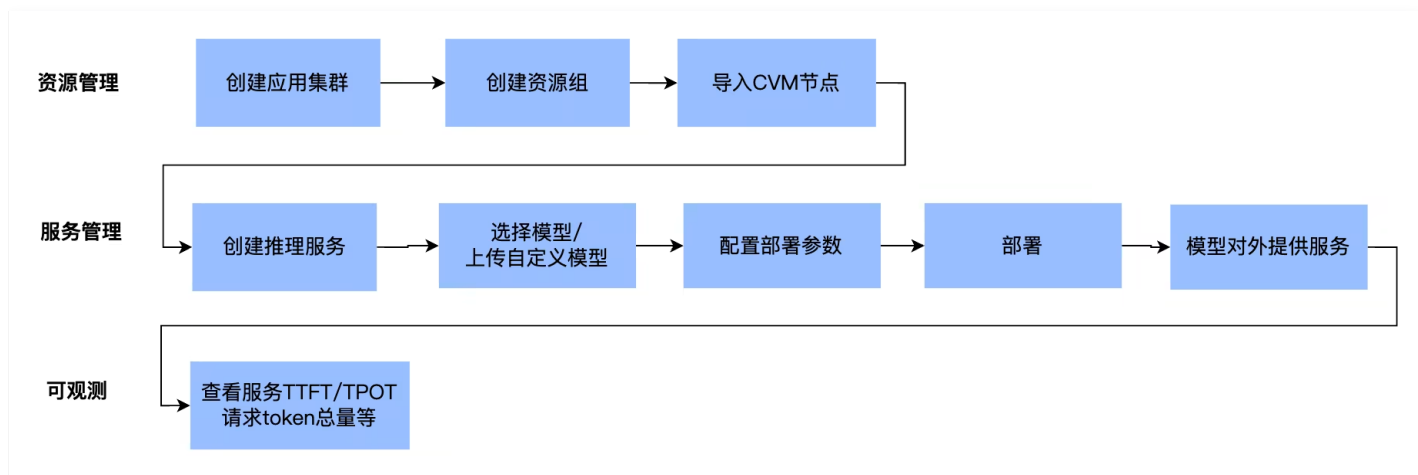 资源管理
创建应用集群
创建资源组
导入CVM节点
服务管理
创建推理服务
选择模型/
上传自定义模型
配置部署参数
部署
模型对外提供服务
可观测
查看服务TTFT/TPOT
请求token总量等